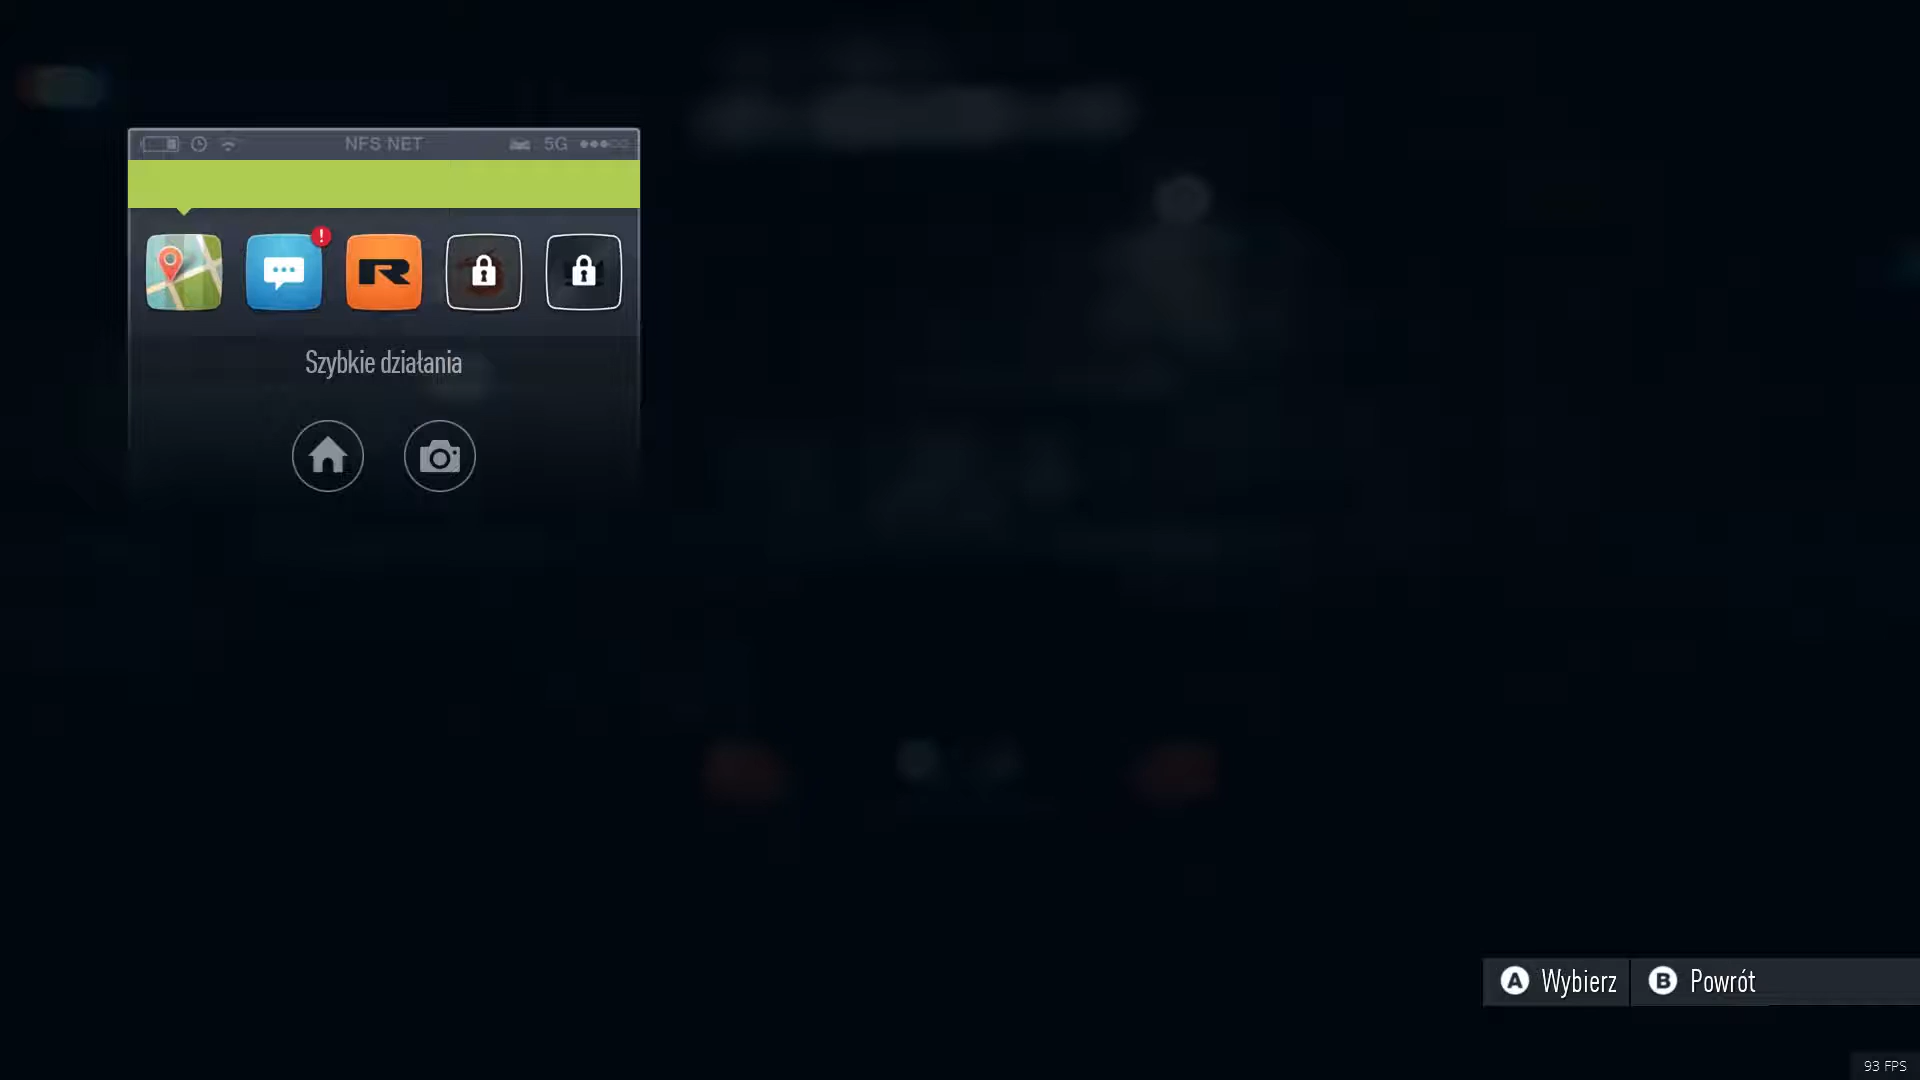 NFS NET
5G
!
R
Szybkie działania
A Wybierz
B Powrót
93 FPS